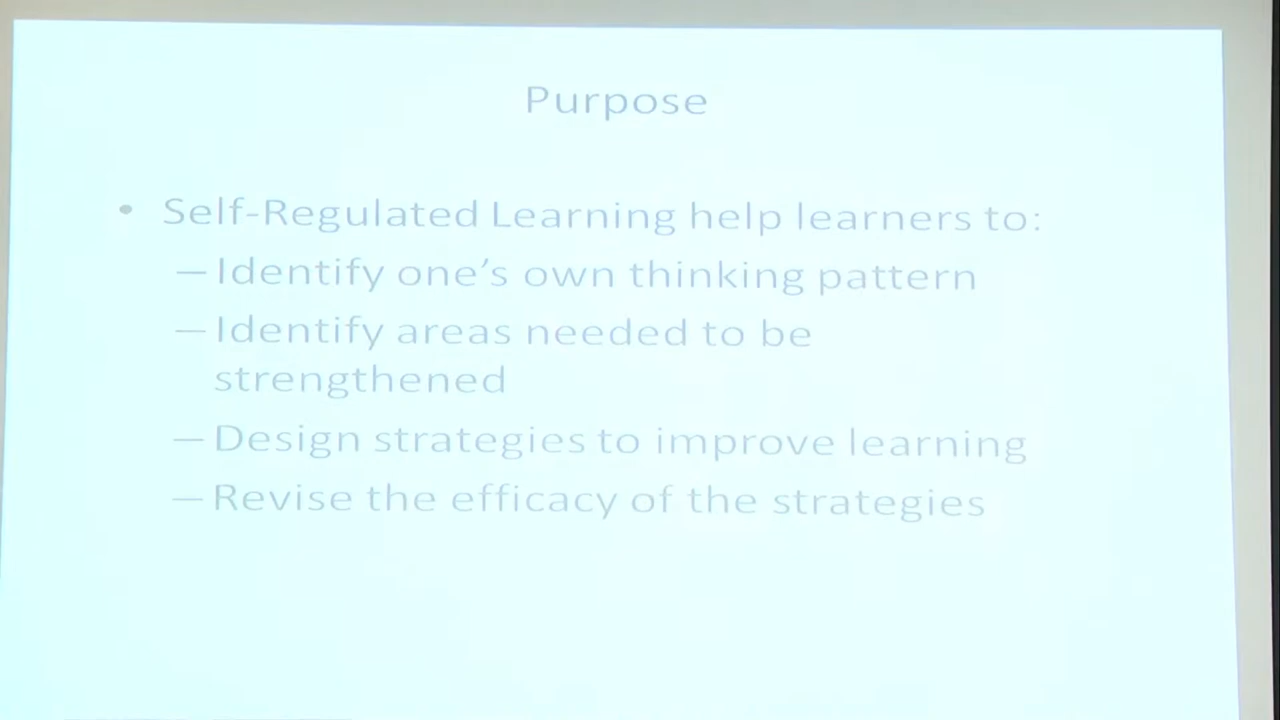 Purpose
• Self-Regulated Learning help learners to:
— Identify one’s own thinking pattern
— Identify areas needed to be
strengthened
— Design strategies to improve learning
— Revise the efficacy of the strategies